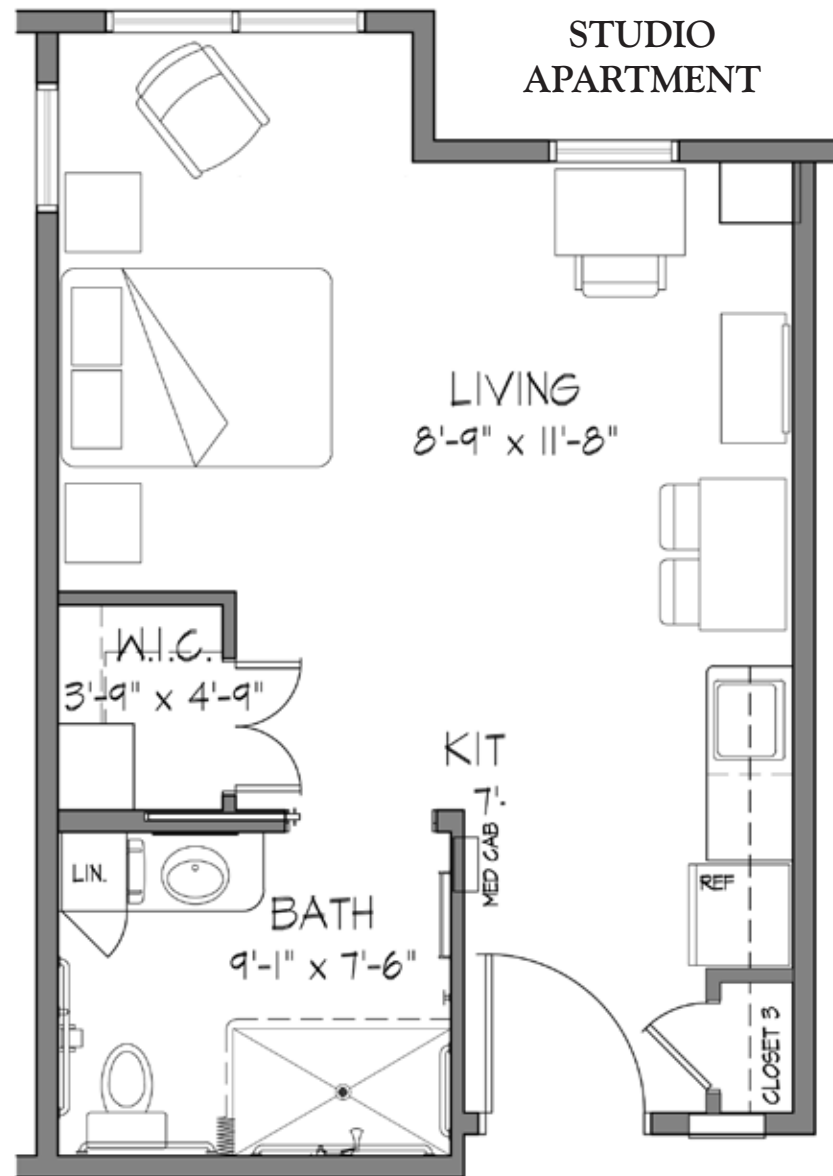 STUDIO
APARTMENT
LIVING
8'-9" x 11'-8"
W.I.C.
3'-9" x 4'-9"
KIT
7'-
MED CAB
LIN.
REF
BATH
9'-1" x 7'-6"
CLOSET 3